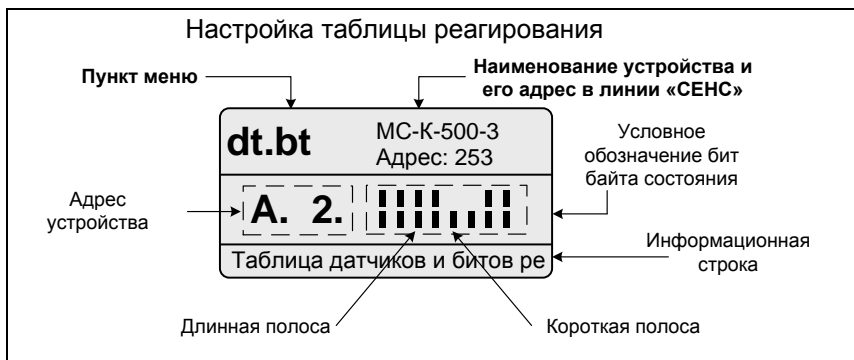 Настройка таблицы реагирования
Пункт меню
Наименование устройства и
его адрес в линии «СЕНС»
dt.bt
МС-К-500-3
Адрес: 253
Условное
обозначение бит
байта состояния
Адрес
устройства
А. 2.
Информационная
строка
Таблица датчиков и битов ре
Длинная полоса
Короткая полоса